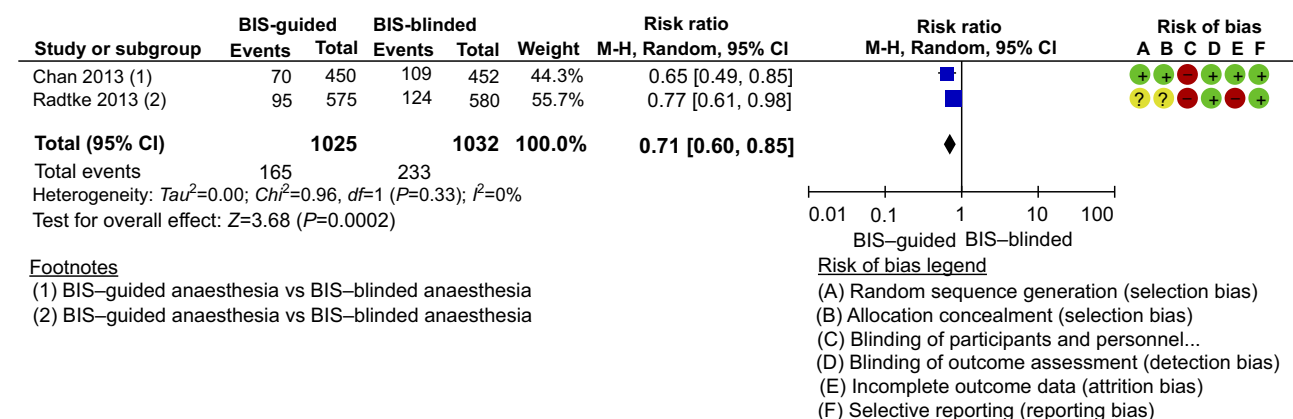 BIS-guided BIS-blinded Risk ratio Risk ratio Risk of bias
Study or subgroup Events Total Events Total Weight M-H, Random, 95% CI M-H, Random, 95% CI A B C D E F
Chan 2013 (1) 70 450 109 452 44.3% 0.65 [0.49, 0.85] + + − + + +
Radtke 2013 (2) 95 575 124 580 55.7% 0.77 [0.61, 0.98] ? ? − + − +
Total (95% CI) 1025 1032 100.0% 0.71 [0.60, 0.85]
Total events 165 233
Heterogeneity: Tau²=0.00; Chi²=0.96, df=1 (P=0.33); I²=0%
Test for overall effect: Z=3.68 (P=0.0002)
0.01 0.1 1 10 100
BIS–guided BIS–blinded
Footnotes
(1) BIS–guided anaesthesia vs BIS–blinded anaesthesia
(2) BIS–guided anaesthesia vs BIS–blinded anaesthesia
Risk of bias legend
(A) Random sequence generation (selection bias)
(B) Allocation concealment (selection bias)
(C) Blinding of participants and personnel...
(D) Blinding of outcome assessment (detection bias)
(E) Incomplete outcome data (attrition bias)
(F) Selective reporting (reporting bias)